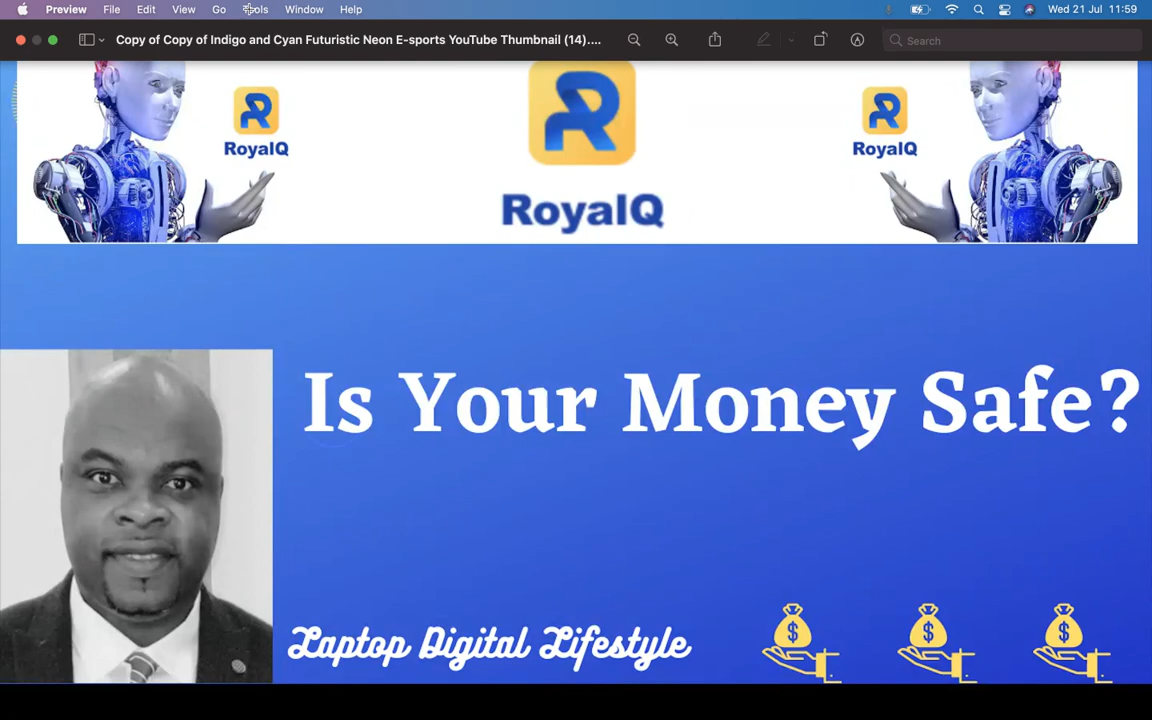 Preview File Edit View Go Tools Window Help Wed 21 Jul 11:59
Copy of Copy of Indigo and Cyan Futuristic Neon E-sports YouTube Thumbnail (14).... Search
RoyalQ RoyalQ
RoyalQ
Is Your Money Safe?
Laptop Digital Lifestyle